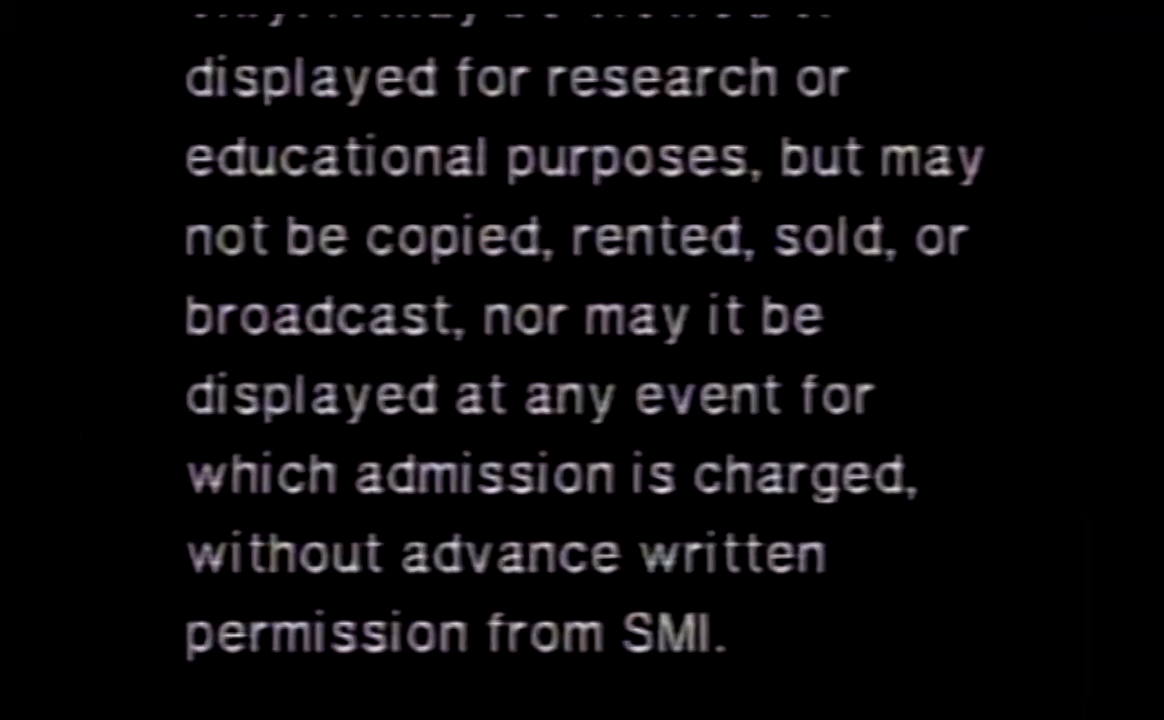 displayed for research or
educational purposes, but may
not be copied, rented, sold, or
broadcast, nor may it be
displayed at any event for
which admission is charged,
without advance written
permission from SMI.